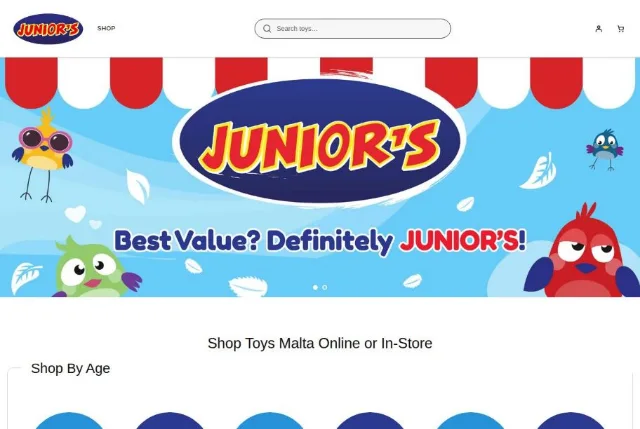 JUNIOR'S
SHOP
Search toys...
JUNIOR'S
Best Value? Definitely JUNIOR'S!
Shop Toys Malta Online or In-Store
Shop By Age